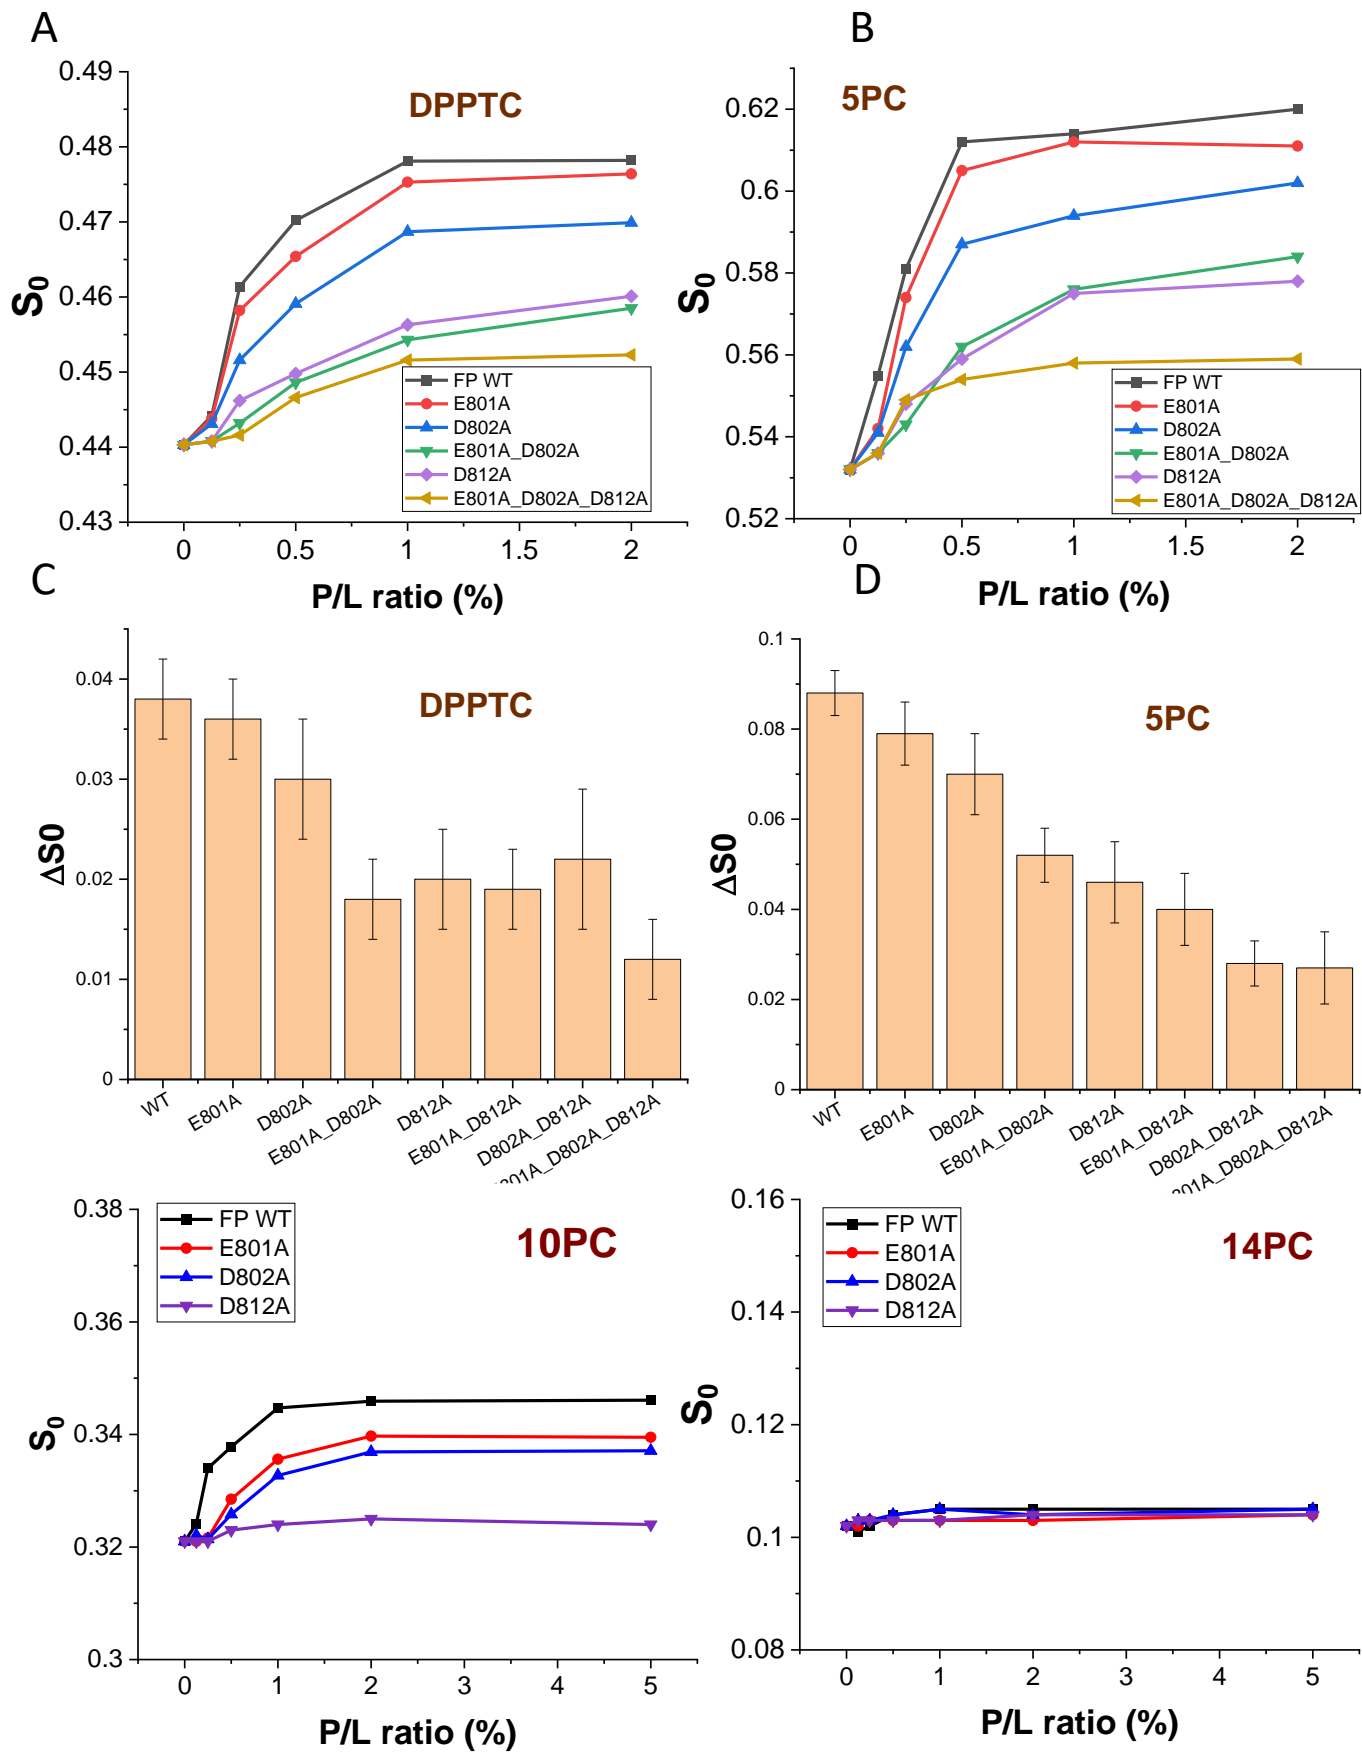 A
DPPTC
S0
0.49
0.48
0.47
0.46
0.45
0.44
0.43
FP WT
E801A
D802A
E801A_D802A
D812A
E801A_D802A_D812A
0 0.5 1 1.5 2
P/L ratio (%)
B
5PC
S0
0.62
0.6
0.58
0.56
0.54
0.52
FP WT
E801A
D802A
E801A_D802A
D812A
E801A_D802A_D812A
0 0.5 1 1.5 2
P/L ratio (%)
C
DPPTC
ΔS0
0.04
0.03
0.02
0.01
0
WT
E801A
D802A
E801A_D802A
D812A
E801A_D812A
D802A_D812A
801A_D802A_D812A
D
5PC
ΔS0
0.1
0.08
0.06
0.04
0.02
0
WT
E801A
D802A
E801A_D802A
D812A
E801A_D812A
D802A_D812A
801A_D802A_D812A
10PC
S0
0.38
0.36
0.34
0.32
0.3
FP WT
E801A
D802A
D812A
0 1 2 3 4 5
P/L ratio (%)
14PC
S0
0.16
0.14
0.12
0.1
0.08
FP WT
E801A
D802A
D812A
0 1 2 3 4 5
P/L ratio (%)